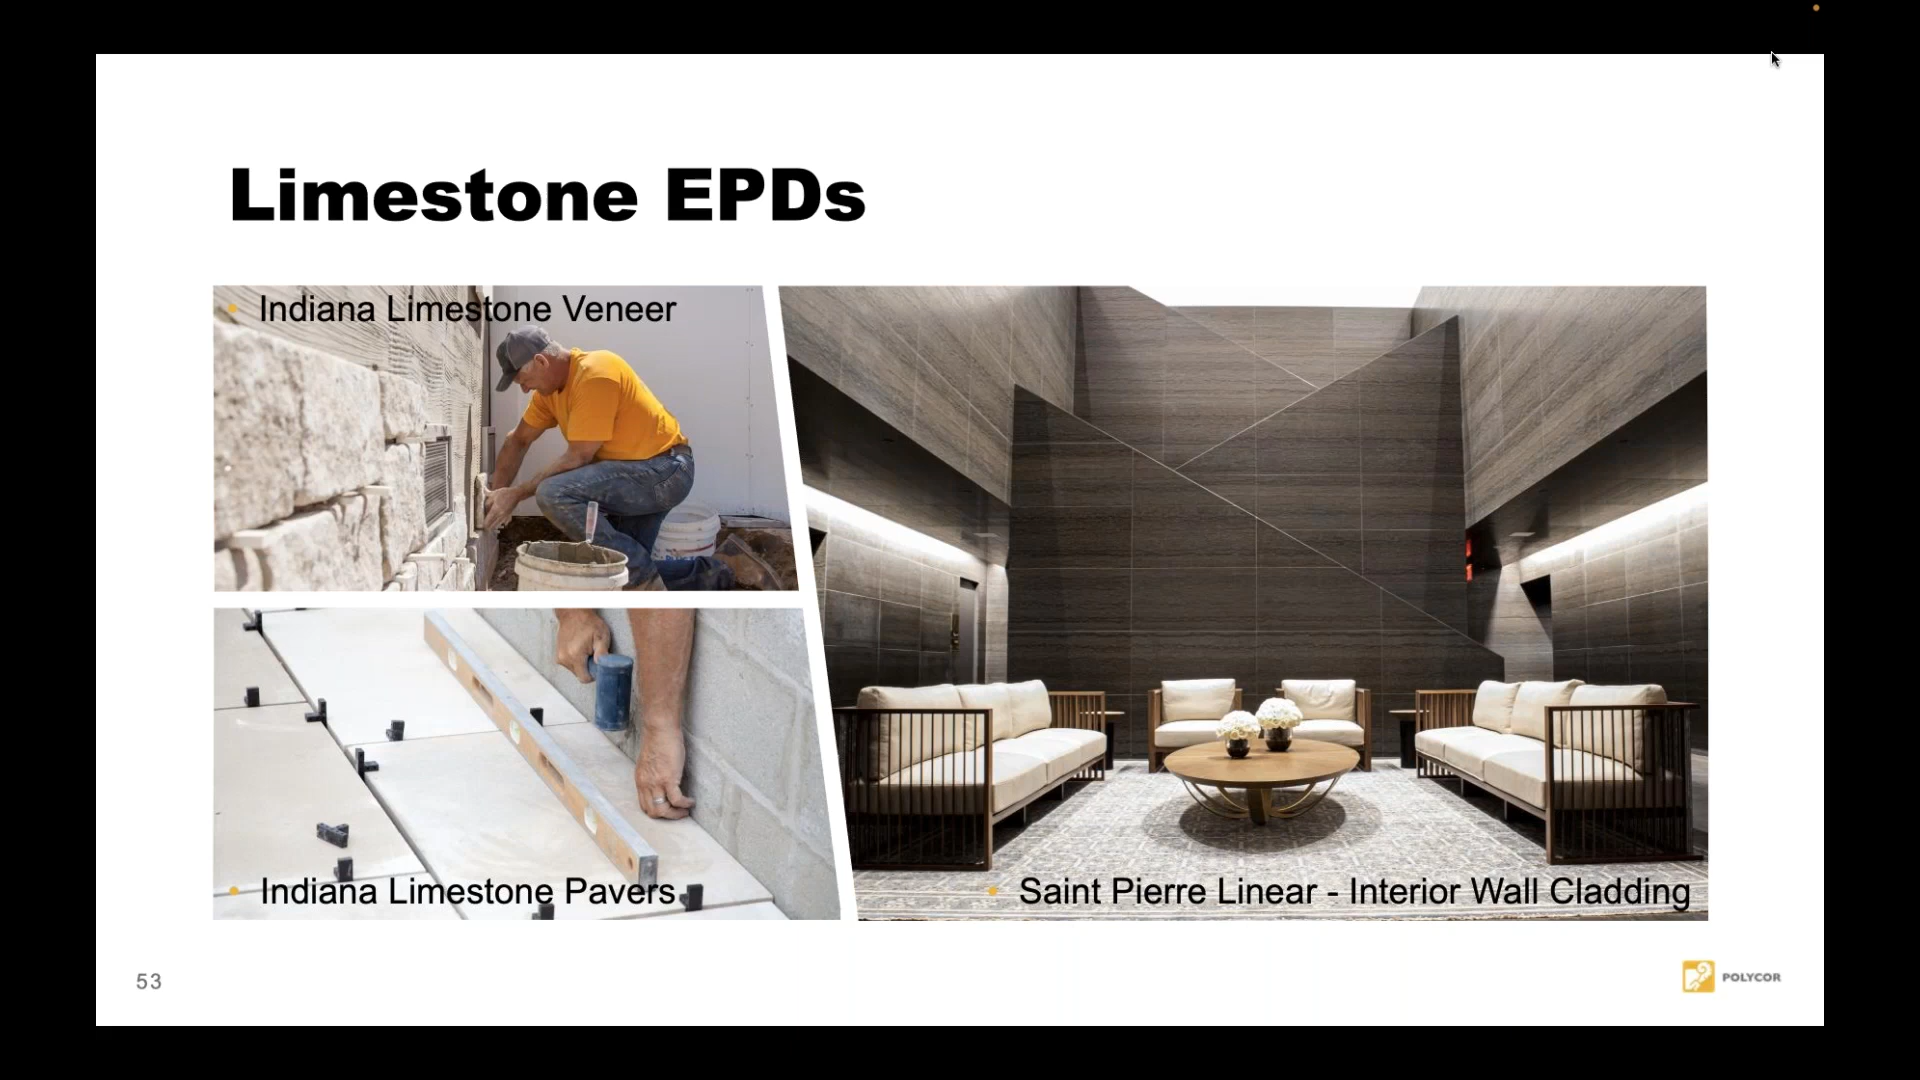 Limestone EPDs
Indiana Limestone Veneer
Indiana Limestone Pavers
Saint Pierre Linear - Interior Wall Cladding
53
POLYCOR